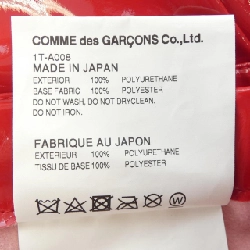 COMME des GARÇONS Co.,Ltd.
1T-A008
MADE IN JAPAN
EXTERIOR 100% POLYURETHANE
BASE FABRIC 100% POLYESTER
DO NOT WASH. DO NOT DRYCLEAN.
DO NOT IRON.
FABRIQUE AU JAPON
EXTERIEUR 100% POLYURETHANE
TISSU DE BASE 100% POLYESTER
W